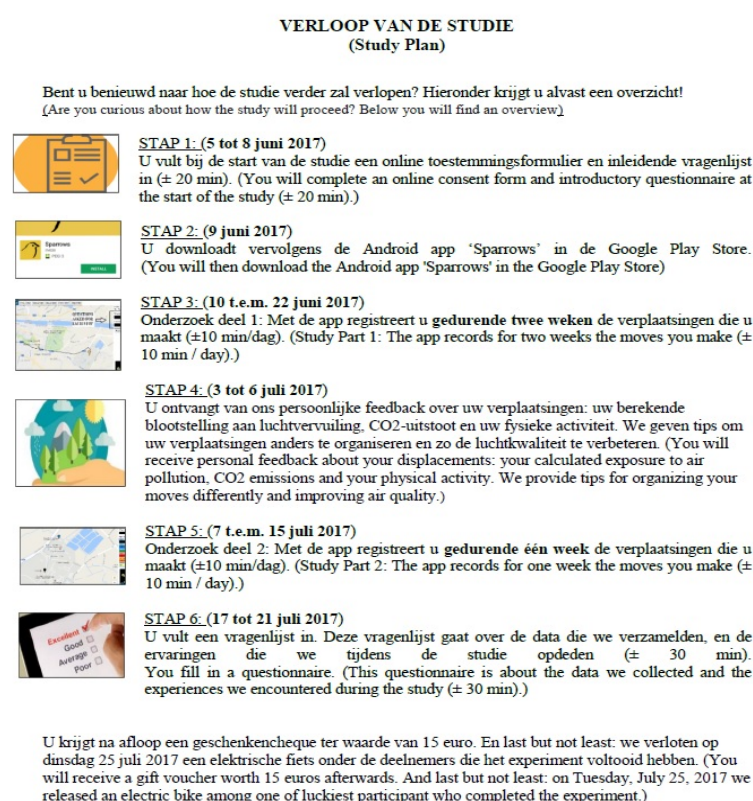 VERLOOP VAN DE STUDIE
(Study Plan)
Bent u benieuwd naar hoe de studie verder zal verlopen? Hieronder krijgt u alvast een overzicht!
(Are you curious about how the study will proceed? Below you will find an overview)
STAP 1: (5 tot 8 juni 2017)
U vult bij de start van de studie een online toestemmingsformulier en inleidende vragenlijst
in (± 20 min). (You will complete an online consent form and introductory questionnaire at
the start of the study (± 20 min).)
Sparrows
INSTALL
STAP 2: (9 juni 2017)
U downloadt vervolgens de Android app ‘Sparrows’ in de Google Play Store.
(You will then download the Android app 'Sparrows' in the Google Play Store)
STAP 3: (10 t.e.m. 22 juni 2017)
Onderzoek deel 1: Met de app registreert u gedurende twee weken de verplaatsingen die u
maakt (±10 min/dag). (Study Part 1: The app records for two weeks the moves you make (±
10 min / day).)
STAP 4: (3 tot 6 juli 2017)
U ontvangt van ons persoonlijke feedback over uw verplaatsingen: uw berekende
blootstelling aan luchtvervuiling, CO2-uitstoot en uw fysieke activiteit. We geven tips om
uw verplaatsingen anders te organiseren en zo de luchtkwaliteit te verbeteren. (You will
receive personal feedback about your displacements: your calculated exposure to air
pollution, CO2 emissions and your physical activity. We provide tips for organizing your
moves differently and improving air quality.)
STAP 5: (7 t.e.m. 15 juli 2017)
Onderzoek deel 2: Met de app registreert u gedurende één week de verplaatsingen die u
maakt (±10 min/dag). (Study Part 2: The app records for one week the moves you make (±
10 min / day).)
Excellent
Good
Average
Poor
STAP 6: (17 tot 21 juli 2017)
U vult een vragenlijst in. Deze vragenlijst gaat over de data die we verzamelden, en de
ervaringen die we tijdens de studie opdeden (± 30 min).
You fill in a questionnaire. (This questionnaire is about the data we collected and the
experiences we encountered during the study (± 30 min).)
U krijgt na afloop een geschenkencheque ter waarde van 15 euro. En last but not least: we verloten op
dinsdag 25 juli 2017 een elektrische fiets onder de deelnemers die het experiment voltooid hebben. (You
will receive a gift voucher worth 15 euros afterwards. And last but not least: on Tuesday, July 25, 2017 we
released an electric bike among one of luckiest participant who completed the experiment.)